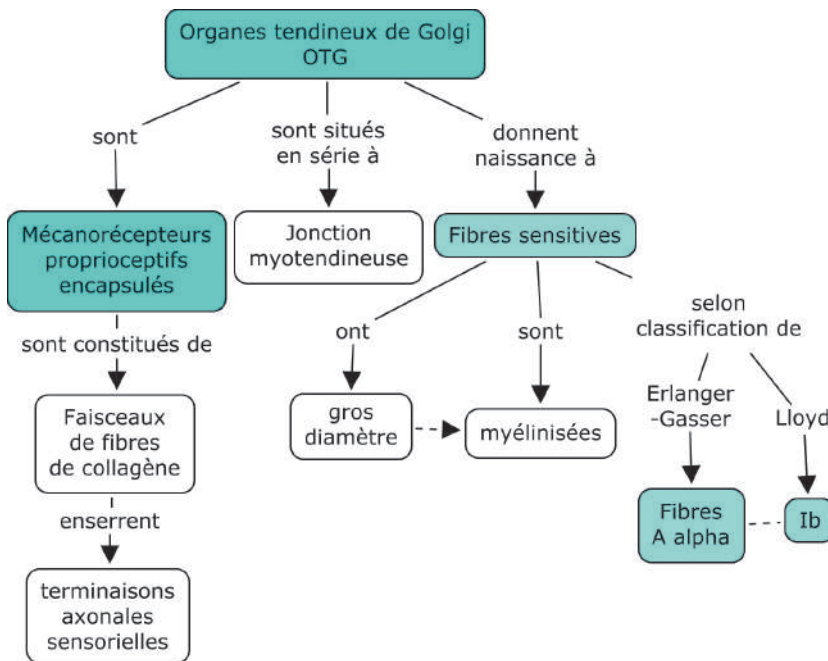 Organes tendineux de Golgi
OTG
sont
sont situés
en série à
donnent
naissance à
Mécanorécepteurs
proprioceptifs
encapsulés
Jonction
myotendineuse
Fibres sensitives
sont constitués de
ont
sont
selon
classification de
Faisceaux
de fibres
de collagène
gros
diamètre
myélinisées
Erlanger
-Gasser
Lloyd
enserrent
Fibres
A alpha
Ib
terminaisons
axonales
sensorielles